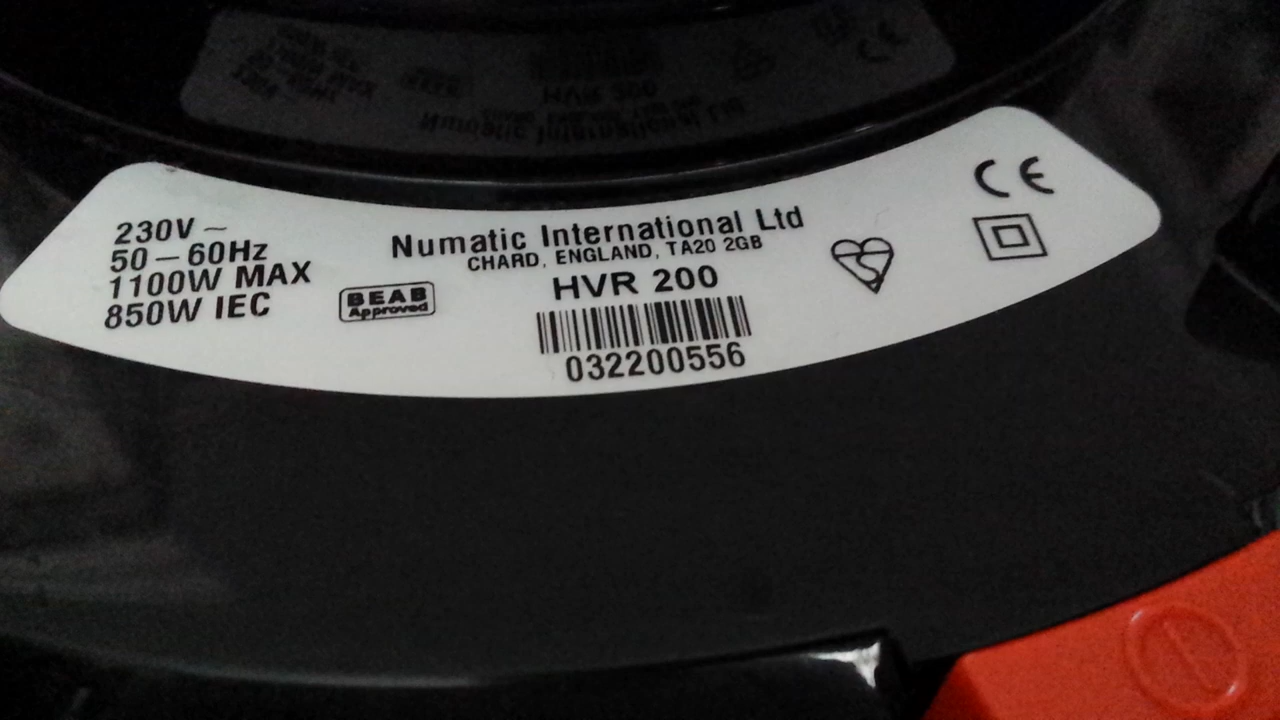 230V ~
50 – 60Hz
1100W MAX
850W IEC
BEAB
Approved
Numatic International Ltd
CHARD, ENGLAND, TA20 2GB
HVR 200
032200556
CE